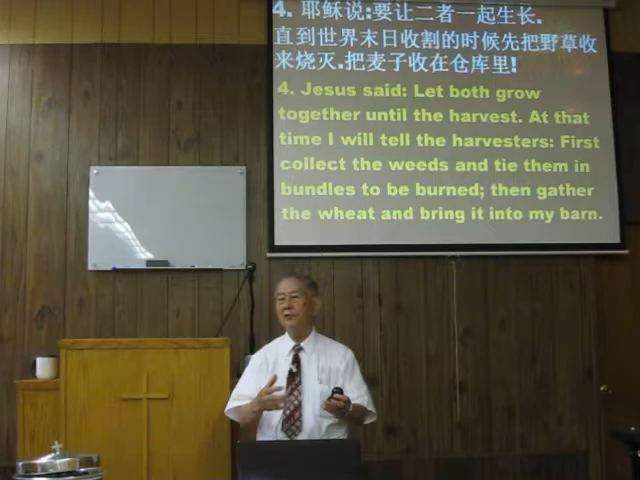 4. 耶稣说:要让二者一起生长.
直到世界末日收割的时候先把野草收
来烧灭.把麦子收在仓库里!
4. Jesus said: Let both grow
together until the harvest. At that
time I will tell the harvesters: First
collect the weeds and tie them in
bundles to be burned; then gather
the wheat and bring it into my barn.